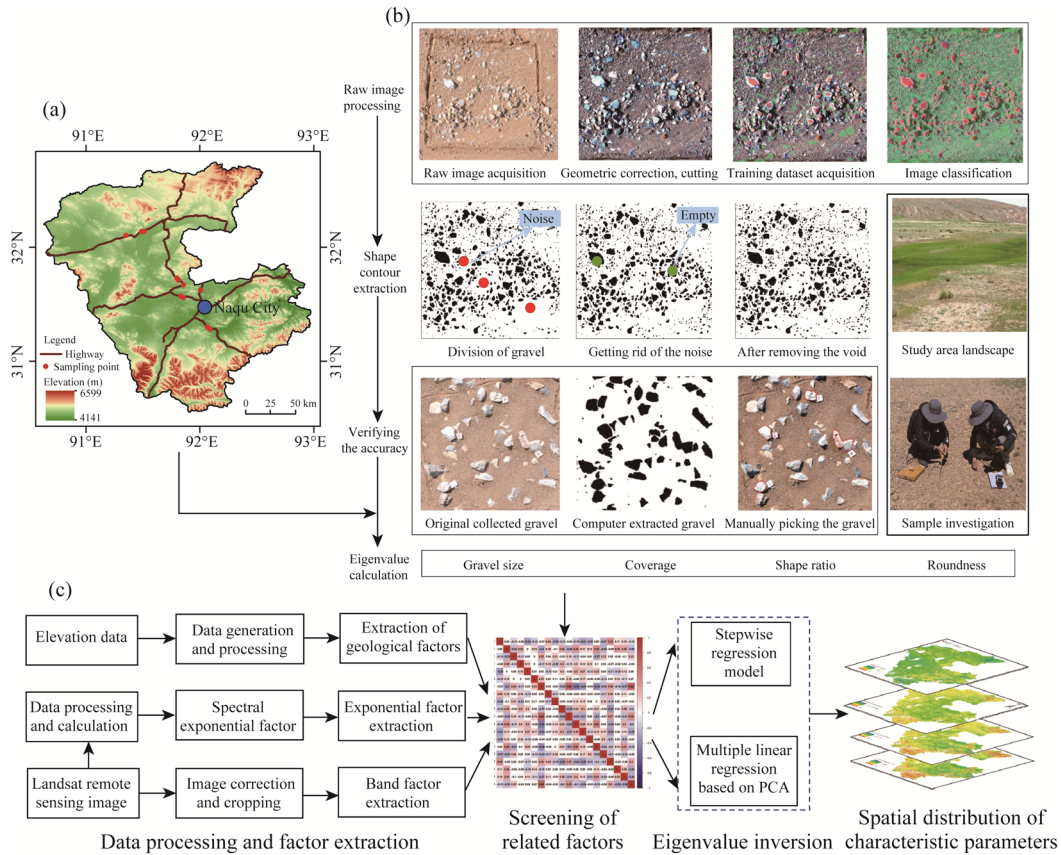 (a)
91°E 92°E 93°E
32°N
32°N
31°N
31°N
Naqu City
Legend
Highway
Sampling point
Elevation (m)
6599
4141
0 25 50 km
91°E 92°E 93°E
(b)
Raw image
processing
Shape
contour
extraction
Verifying
the accuracy
Eigenvalue
calculation
Raw image acquisition
Geometric correction, cutting
Training dataset acquisition
Image classification
Noise
Empty
Division of gravel
Getting rid of the noise
After removing the void
Study area landscape
Original collected gravel
Computer extracted gravel
Manually picking the gravel
Sample investigation
Gravel size
Coverage
Shape ratio
Roundness
(c)
Elevation data
Data generation
and processing
Extraction of
geological factors
Data processing
and calculation
Spectral
exponential factor
Exponential factor
extraction
Landsat remote
sensing image
Image correction
and cropping
Band factor
extraction
Data processing and factor extraction
Screening of
related factors
Stepwise
regression
model
Multiple linear
regression
based on PCA
Eigenvalue inversion
Spatial distribution of
characteristic parameters